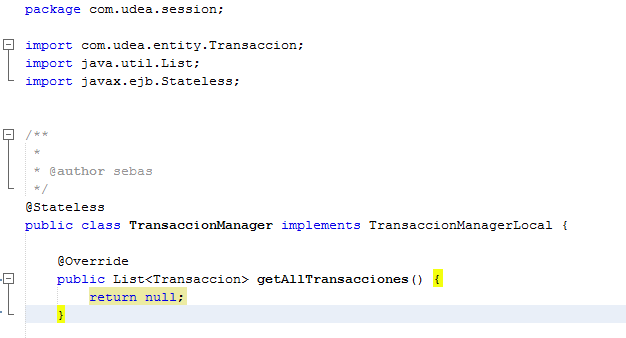 package com.udea.session;
import com.udea.entity.Transaccion;
import java.util.List;
import javax.ejb.Stateless;
/**
*
* @author sebas
*/
@Stateless
public class TransaccionManager implements TransaccionManagerLocal {
@Override
public List<Transaccion> getAllTransacciones() {
return null;
}